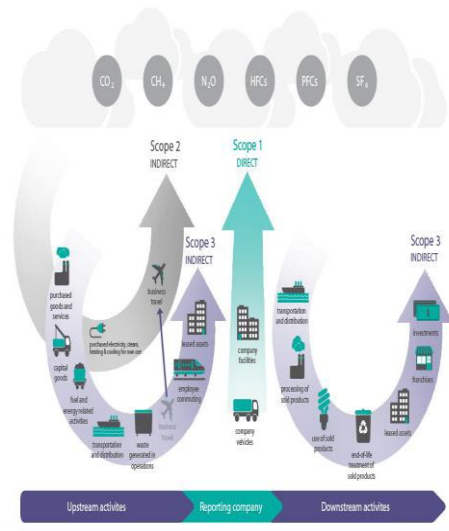 CO₂
CH₄
N₂O
HFCs
PFCs
SF₆
Scope 2
INDIRECT
Scope 1
DIRECT
Scope 3
INDIRECT
Scope 3
INDIRECT
purchased
goods and
services
capital
goods
fuel and
energy related
activities
purchased electricity, steam,
heating & cooling for own use
transportation
and distribution
waste
generated in
operations
business
travel
business
travel
employee
commuting
leased assets
company
facilities
company
vehicles
transportation
and distribution
processing of
sold products
use of sold
products
end-of-life
treatment of
sold products
leased assets
franchises
investments
Upstream activites
Reporting company
Downstream activites